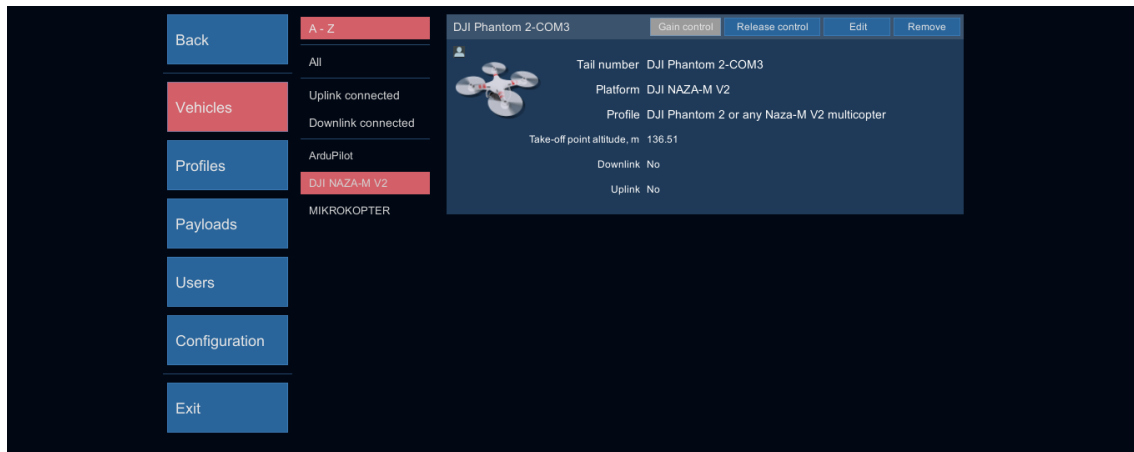 Back
Vehicles
Profiles
Payloads
Users
Configuration
Exit
A - Z
All
Uplink connected
Downlink connected
ArduPilot
DJI NAZA-M V2
MIKROKOPTER
DJI Phantom 2-COM3 Gain control Release control Edit Remove
Tail number DJI Phantom 2-COM3
Platform DJI NAZA-M V2
Profile DJI Phantom 2 or any Naza-M V2 multicopter
Take-off point altitude, m 136.51
Downlink No
Uplink No